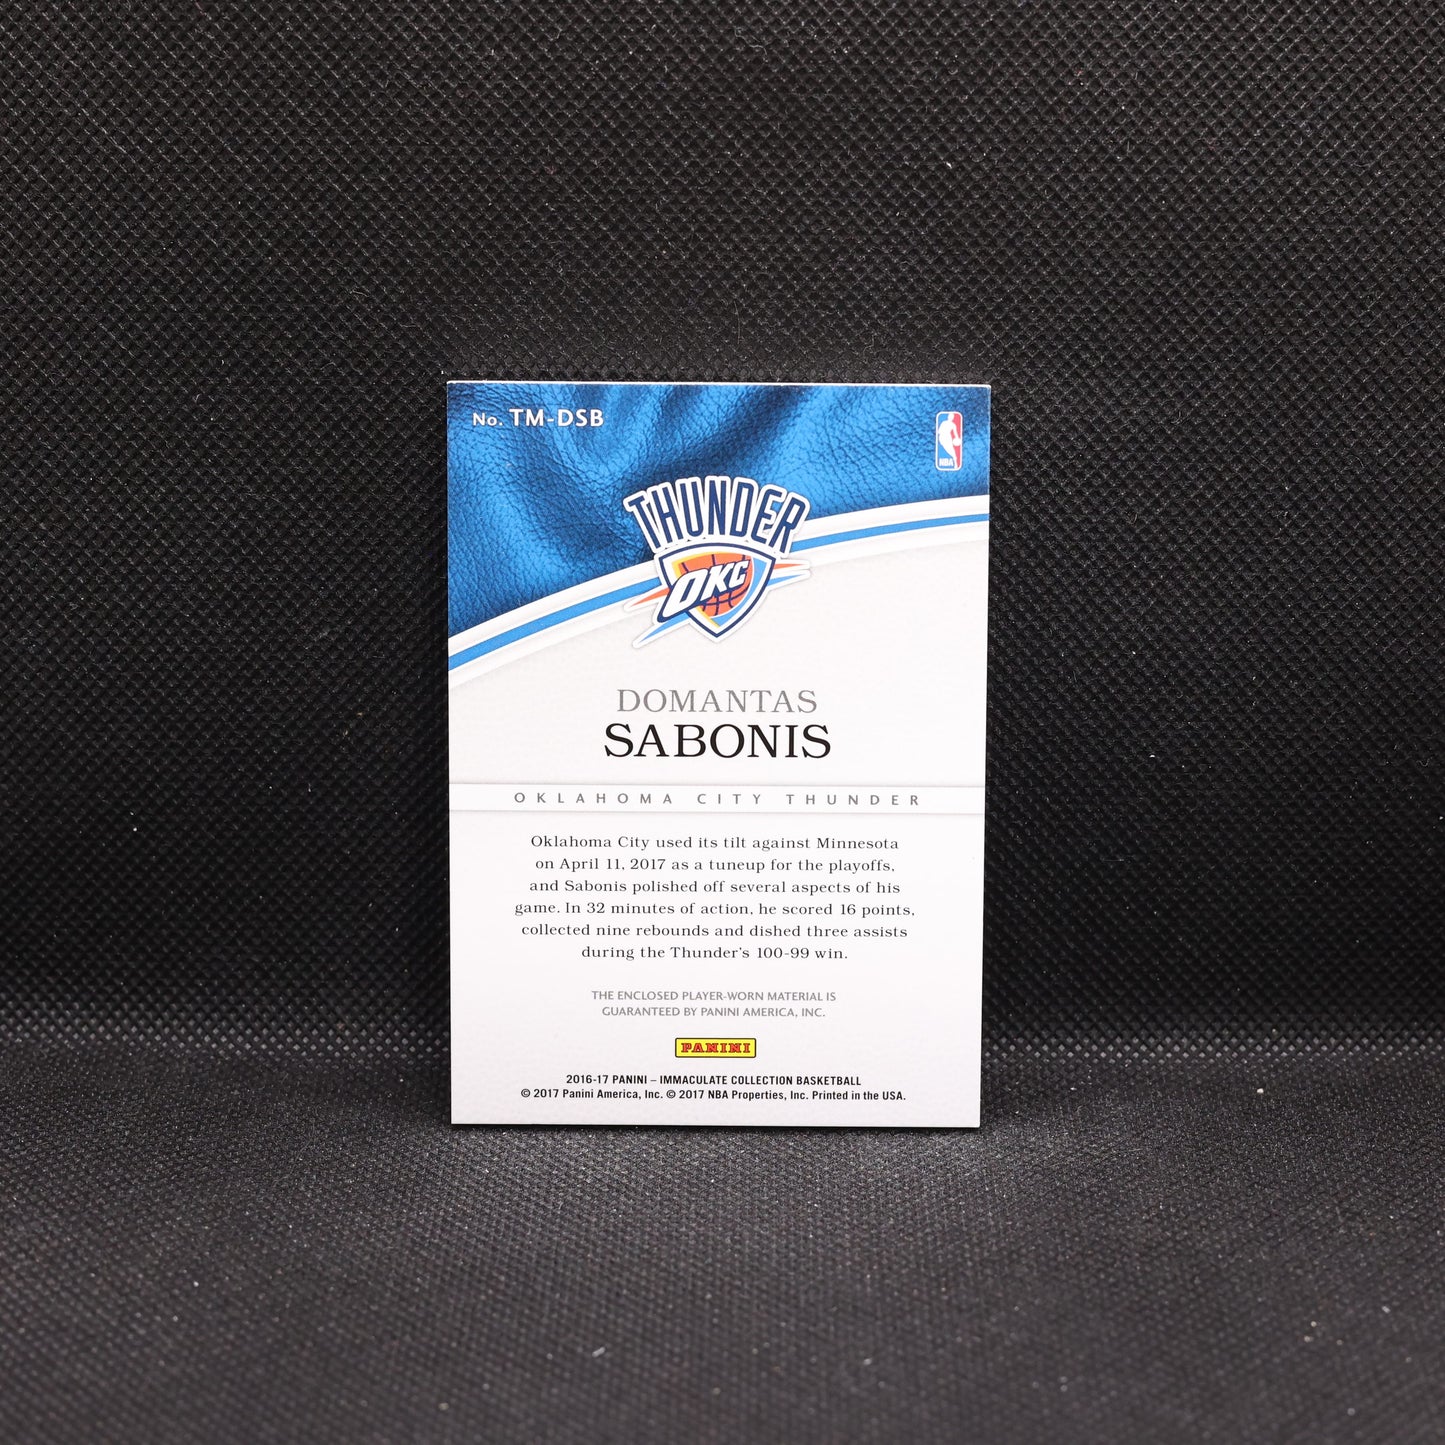 No. TM-DSB
NBA
THUNDER
OKC
DOMANTAS
SABONIS
OKLAHOMA CITY THUNDER
Oklahoma City used its tilt against Minnesota
on April 11, 2017 as a tuneup for the playoffs,
and Sabonis polished off several aspects of his
game. In 32 minutes of action, he scored 16 points,
collected nine rebounds and dished three assists
during the Thunder's 100-99 win.
THE ENCLOSED PLAYER-WORN MATERIAL IS
GUARANTEED BY PANINI AMERICA, INC.
PANINI
2016-17 PANINI – IMMACULATE COLLECTION BASKETBALL
© 2017 Panini America, Inc. © 2017 NBA Properties, Inc. Printed in the USA.